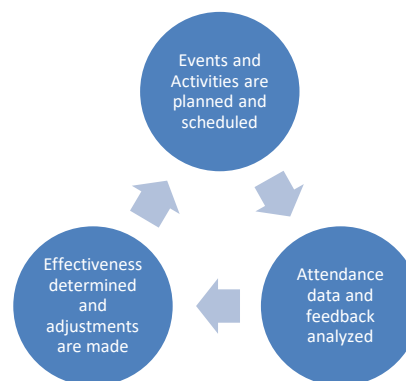 Events and
Activities are
planned and
scheduled
Attendance
data and
feedback
analyzed
Effectiveness
determined
and
adjustments
are made